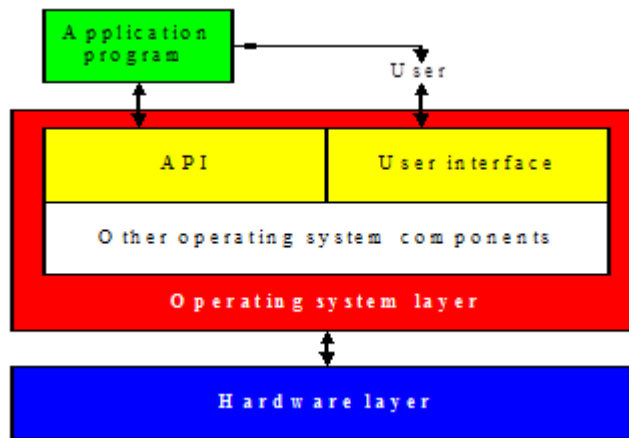 Application
program
User
API
User interface
Other operating system components
Operating system layer
Hardware layer